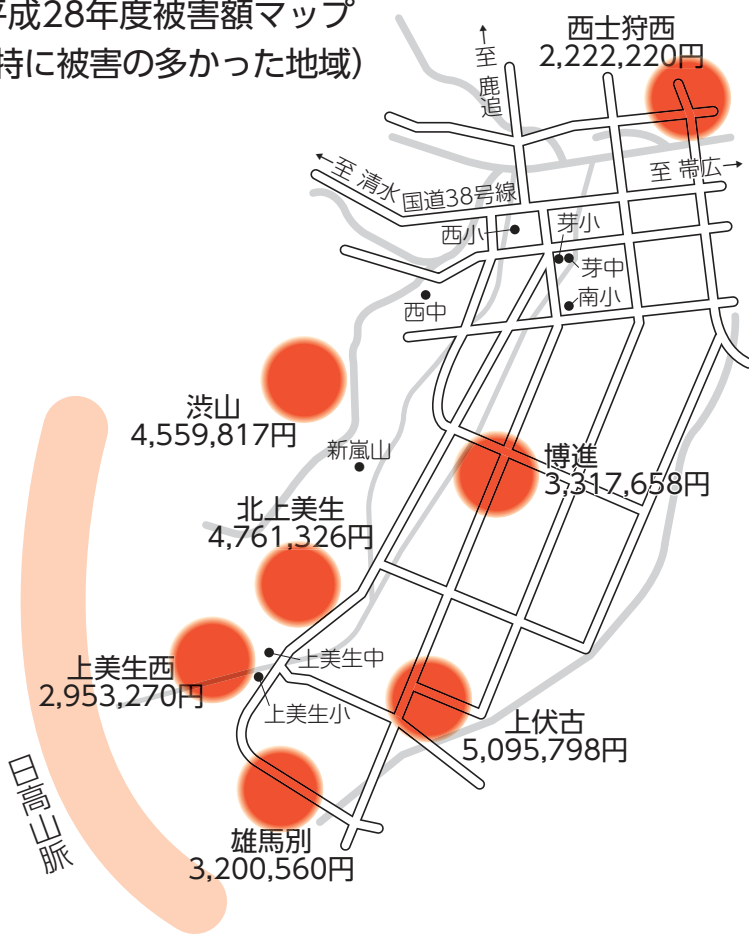 平成28年度被害額マップ
(特に被害の多かった地域)
西士狩西
2,222,220円
至 鹿追
至 清水
国道38号線
至 帯広
西小
芽小
芽中
西中
南小
渋山
4,559,817円
新嵐山
博進
3,317,658円
北上美生
4,761,326円
上美生西
2,953,270円
上美生中
上美生小
上伏古
5,095,798円
日高山脈
雄馬別
3,200,560円